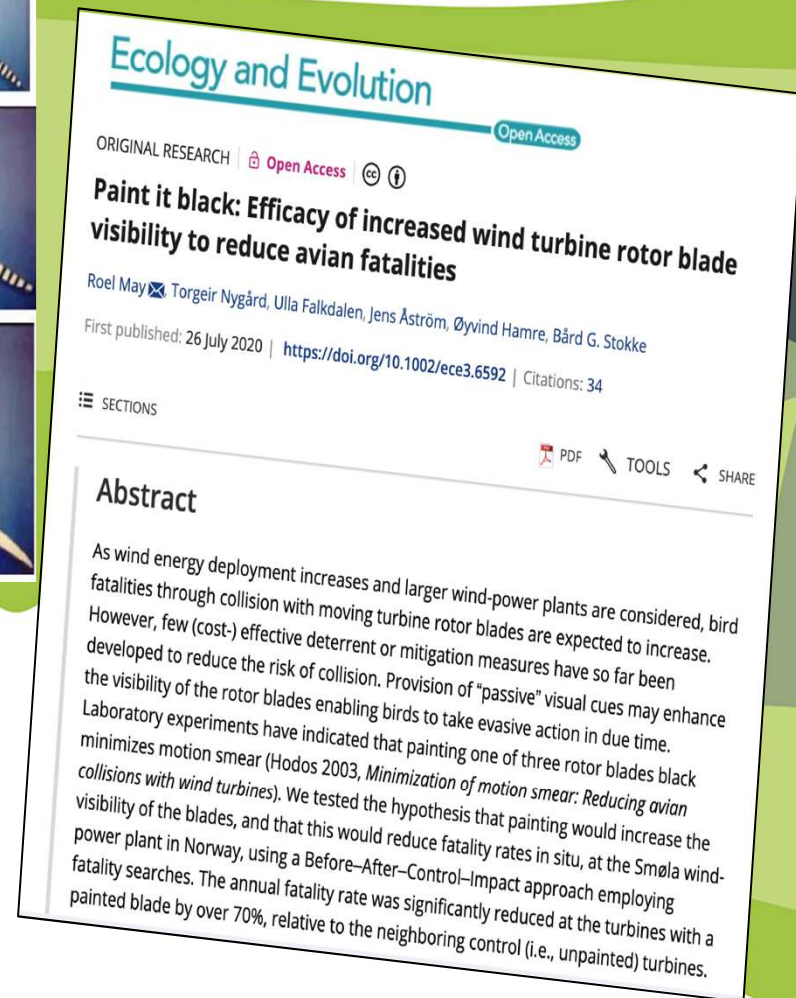 Ecology and Evolution
Open Access
ORIGINAL RESEARCH | Open Access
Paint it black: Efficacy of increased wind turbine rotor blade
visibility to reduce avian fatalities
Roel May, Torgeir Nygård, Ulla Falkdalen, Jens Åström, Øyvind Hamre, Bård G. Stokke
First published: 26 July 2020 | https://doi.org/10.1002/ece3.6592 | Citations: 34
SECTIONS
PDF TOOLS SHARE
Abstract
As wind energy deployment increases and larger wind-power plants are considered, bird
fatalities through collision with moving turbine rotor blades are expected to increase.
However, few (cost-) effective deterrent or mitigation measures have so far been
developed to reduce the risk of collision. Provision of “passive” visual cues may enhance
the visibility of the rotor blades enabling birds to take evasive action in due time.
Laboratory experiments have indicated that painting one of three rotor blades black
minimizes motion smear (Hodos 2003, Minimization of motion smear: Reducing avian
collisions with wind turbines). We tested the hypothesis that painting would increase the
visibility of the blades, and that this would reduce fatality rates in situ, at the Smøla wind-
power plant in Norway, using a Before–After–Control–Impact approach employing
fatality searches. The annual fatality rate was significantly reduced at the turbines with a
painted blade by over 70%, relative to the neighboring control (i.e., unpainted) turbines.